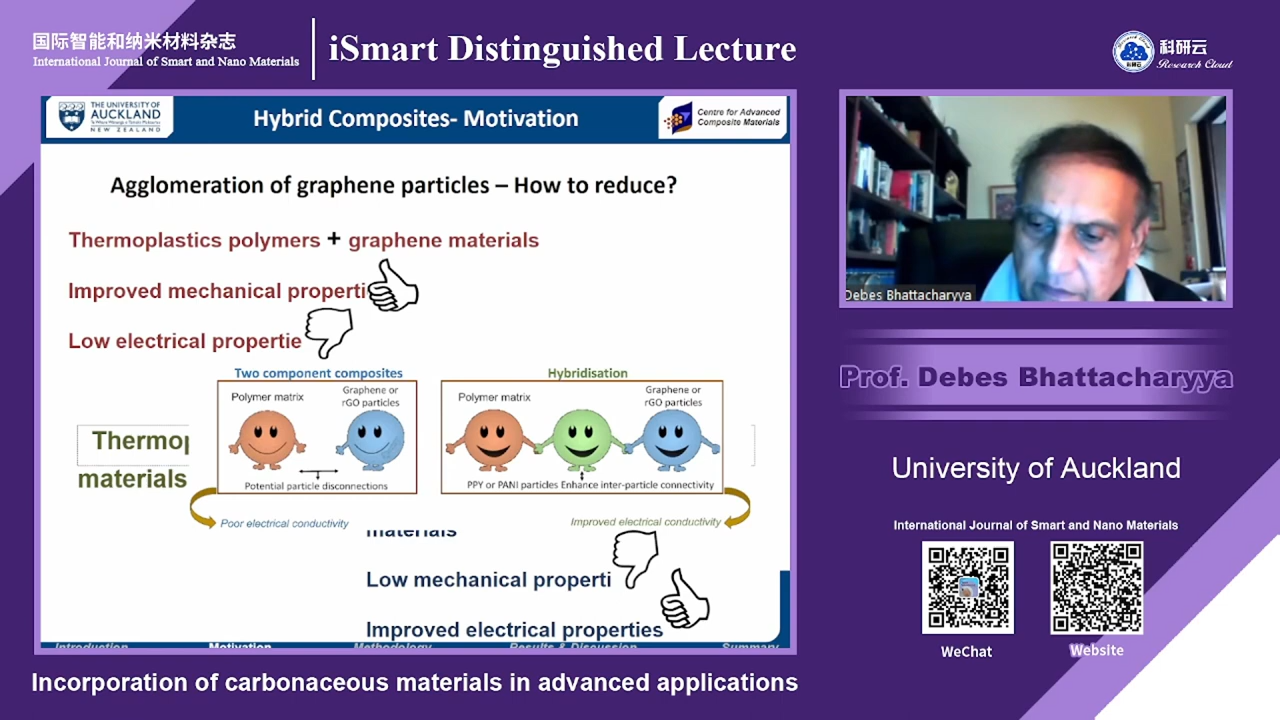 国际智能和纳米材料杂志
International Journal of Smart and Nano Materials
iSmart Distinguished Lecture
科研云
Research Cloud
THE UNIVERSITY OF
AUCKLAND
NEW ZEALAND
Hybrid Composites- Motivation
Centre for Advanced
Composite Materials
Agglomeration of graphene particles – How to reduce?
Thermoplastics polymers + graphene materials
Improved mechanical properti
Low electrical propertie
Two component composites
Polymer matrix
Graphene or
rGO particles
Potential particle disconnections
Poor electrical conductivity
Hybridisation
Polymer matrix
Graphene or
rGO particles
PPY or PANI particles Enhance inter-particle connectivity
Improved electrical conductivity
Thermop
materials
materials
Low mechanical properti
Improved electrical properties
Introduction Motivation Methodology Results & Discussion Summary
Debes Bhattacharyya
Prof. Debes Bhattacharyya
University of Auckland
International Journal of Smart and Nano Materials
WeChat
Website
Incorporation of carbonaceous materials in advanced applications